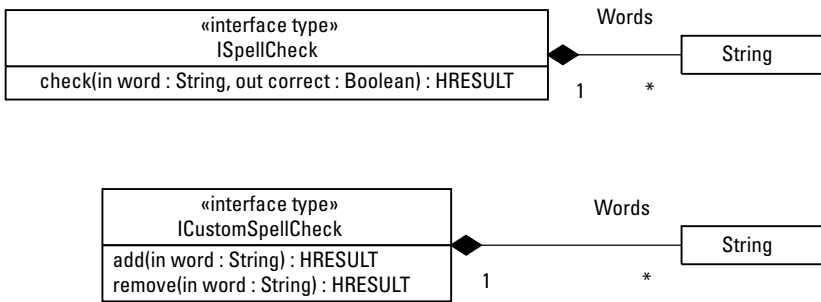 «interface type»
ISpellCheck
check(in word : String, out correct : Boolean) : HRESULT
Words
String
1
*
«interface type»
ICustomSpellCheck
add(in word : String) : HRESULT
remove(in word : String) : HRESULT
Words
String
1
*